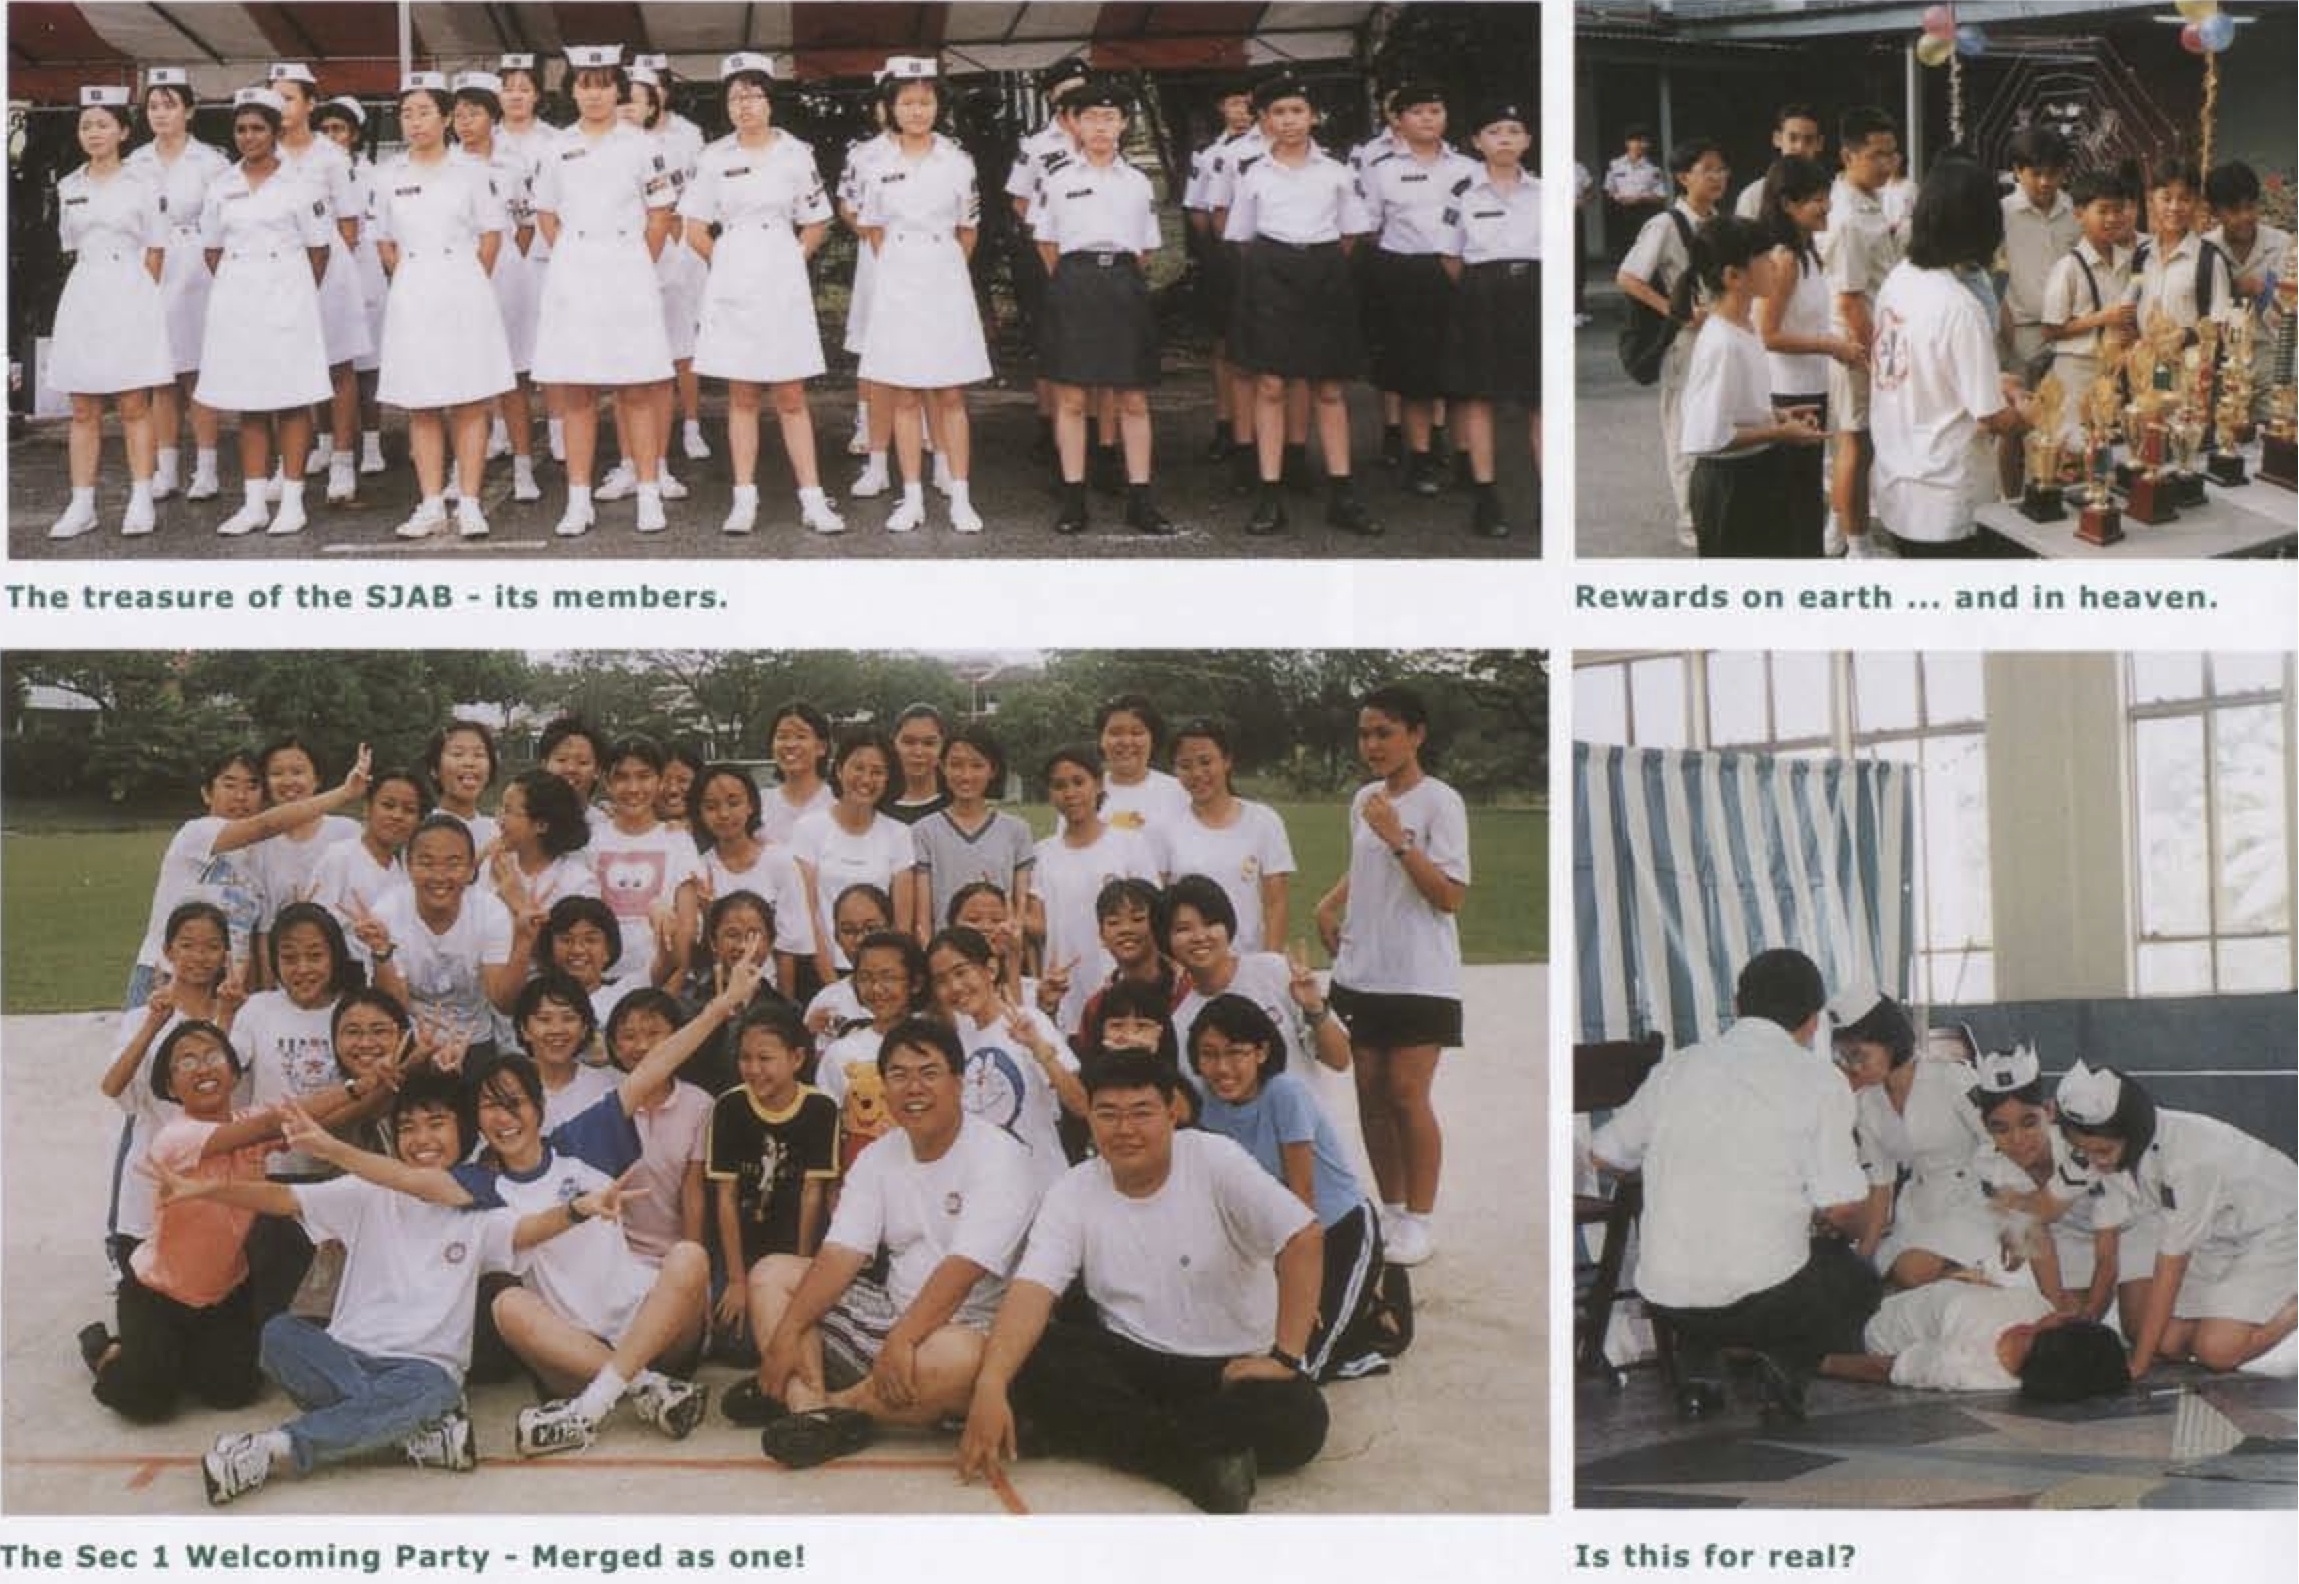 The treasure of the SJAB - its members.
Rewards on earth ... and in heaven.
The Sec 1 Welcoming Party - Merged as one!
Is this for real?